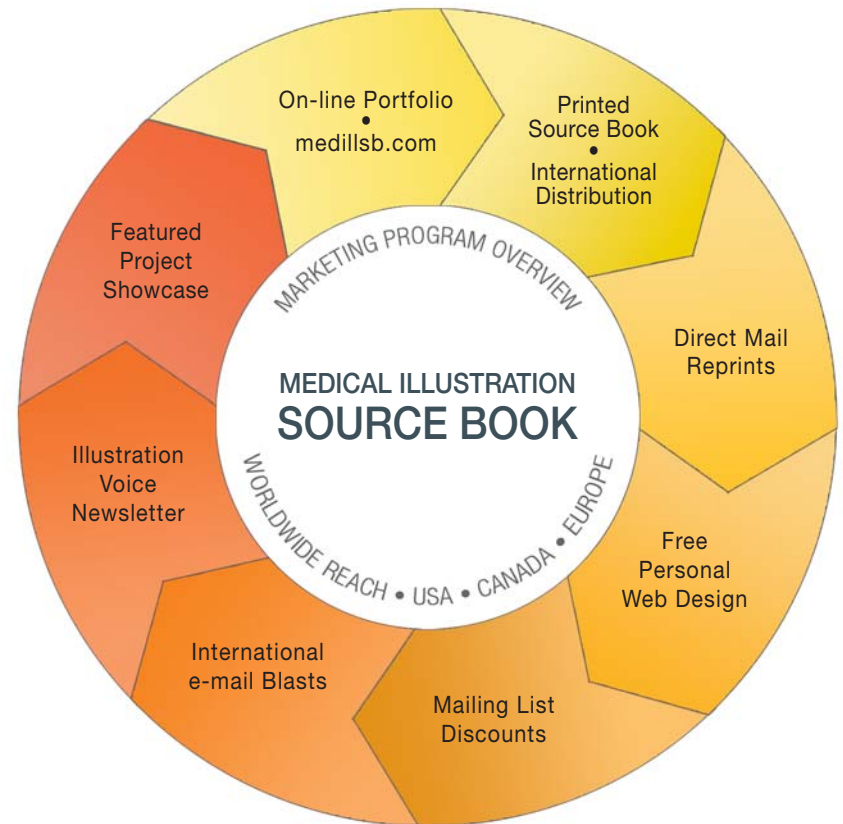 On-line Portfolio
•
medillsb.com
Printed
Source Book
•
International
Distribution
Direct Mail
Reprints
Free
Personal
Web Design
Mailing List
Discounts
International
e-mail Blasts
Illustration
Voice
Newsletter
Featured
Project
Showcase
MARKETING PROGRAM OVERVIEW
MEDICAL ILLUSTRATION
SOURCE BOOK
WORLDWIDE REACH • USA • CANADA • EUROPE